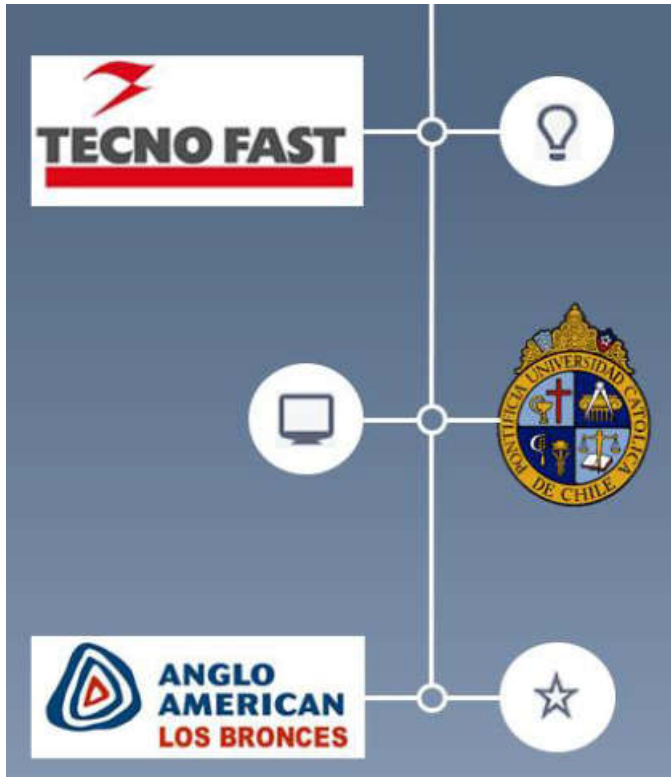 TECNO FAST
PONTIFICIA UNIVERSIDAD CATOLICA
DE CHILE
ANGLO
AMERICAN
LOS BRONCES